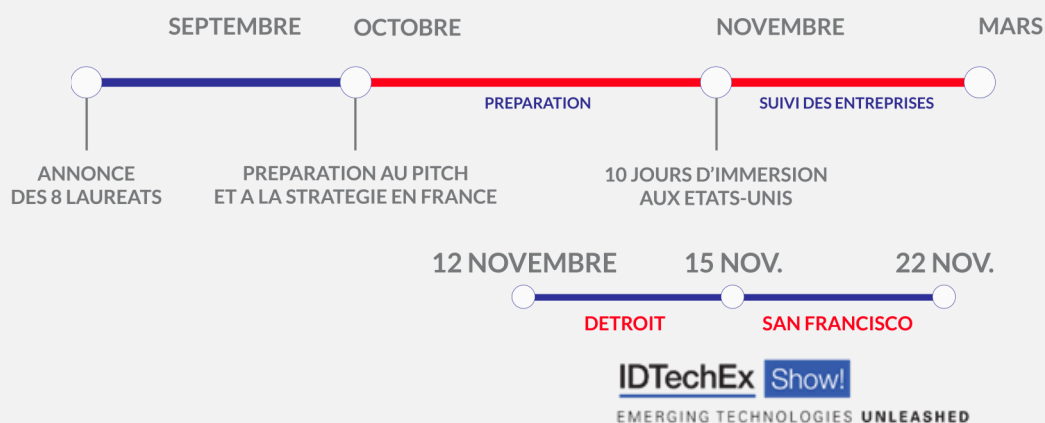 SEPTEMBRE OCTOBRE NOVEMBRE MARS
PREPARATION SUIVI DES ENTREPRISES
ANNONCE
DES 8 LAUREATS
PREPARATION AU PITCH
ET A LA STRATEGIE EN FRANCE
10 JOURS D'IMMERSION
AUX ETATS-UNIS
12 NOVEMBRE 15 NOV. 22 NOV.
DETROIT SAN FRANCISCO
IDTechEx Show!
EMERGING TECHNOLOGIES UNLEASHED